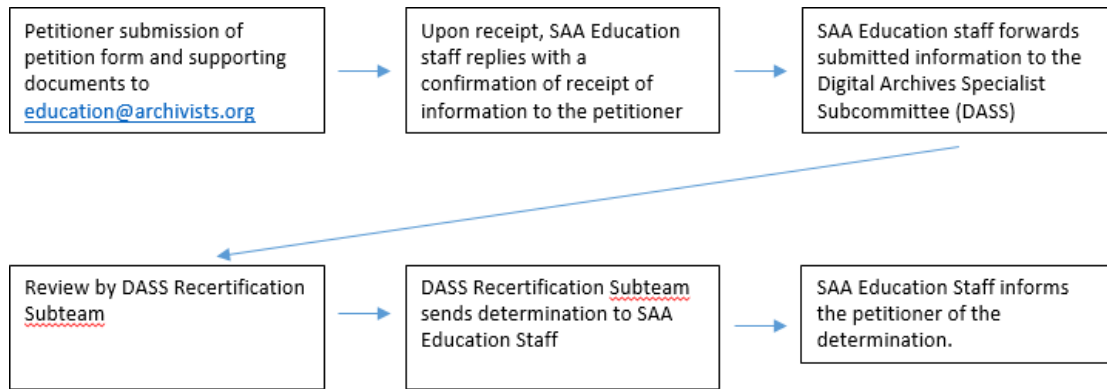 Petitioner submission of
petition form and supporting
documents to
education@archivists.org
Upon receipt, SAA Education
staff replies with a
confirmation of receipt of
information to the petitioner
SAA Education staff forwards
submitted information to the
Digital Archives Specialist
Subcommittee (DASS)
Review by DASS Recertification
Subteam
DASS Recertification Subteam
sends determination to SAA
Education Staff
SAA Education Staff informs
the petitioner of the
determination.